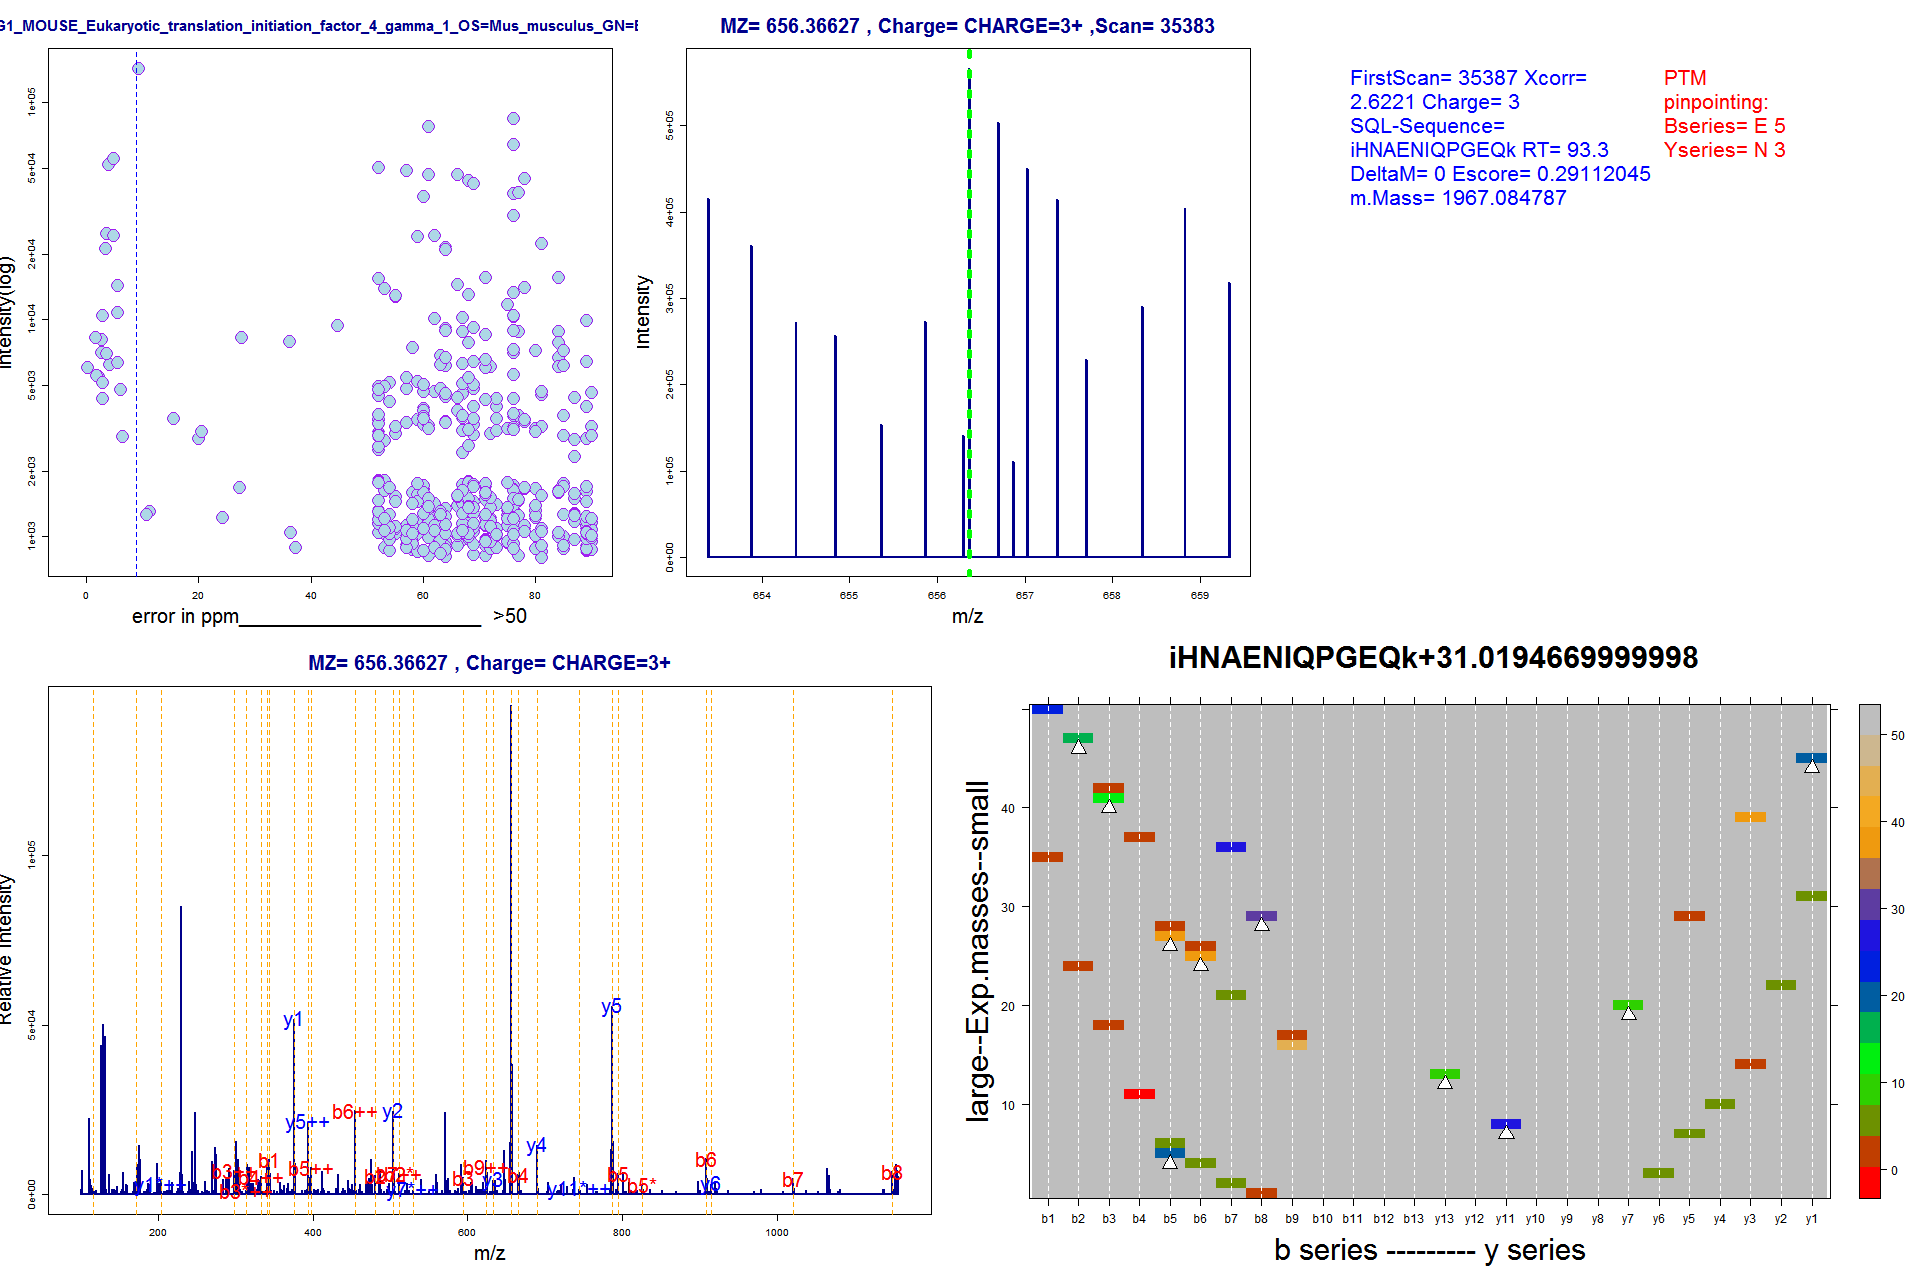 G1_MOUSE_Eukaryotic_translation_initiation_factor_4_gamma_1_OS=Mus_musculus_GN=E
Intensity(log)
1e+03 2e+03 5e+03 1e+04 2e+04 5e+04 1e+05
0 20 40 60 80
error in ppm______________________ >50
MZ= 656.36627 , Charge= CHARGE=3+ ,Scan= 35383
Intensity
0e+00 1e+05 2e+05 3e+05 4e+05 5e+05
654 655 656 657 658 659
m/z
FirstScan= 35387 Xcorr=
2.6221 Charge= 3
SQL-Sequence=
iHNAENIQPGEQk RT= 93.3
DeltaM= 0 Escore= 0.29112045
m.Mass= 1967.084787
PTM
pinpointing:
Bseries= E 5
Yseries= N 3
MZ= 656.36627 , Charge= CHARGE=3+
Relative Intensity
0e+00 5e+04 1e+05
y1
y5
y5++
b6++
y2
y4
b1
b5++
b9++
b3
y3
b4
b5
b5*
b6
y6
b7
b8
y11*++
200 400 600 800 1000
m/z
iHNAENIQPGEQk+31.0194669999998
large--Exp.masses--small
10 20 30 40
b1 b2 b3 b4 b5 b6 b7 b8 b9 b10 b11 b12 b13 y13 y12 y11 y10 y9 y8 y7 y6 y5 y4 y3 y2 y1
b series --------- y series
50
40
30
20
10
0